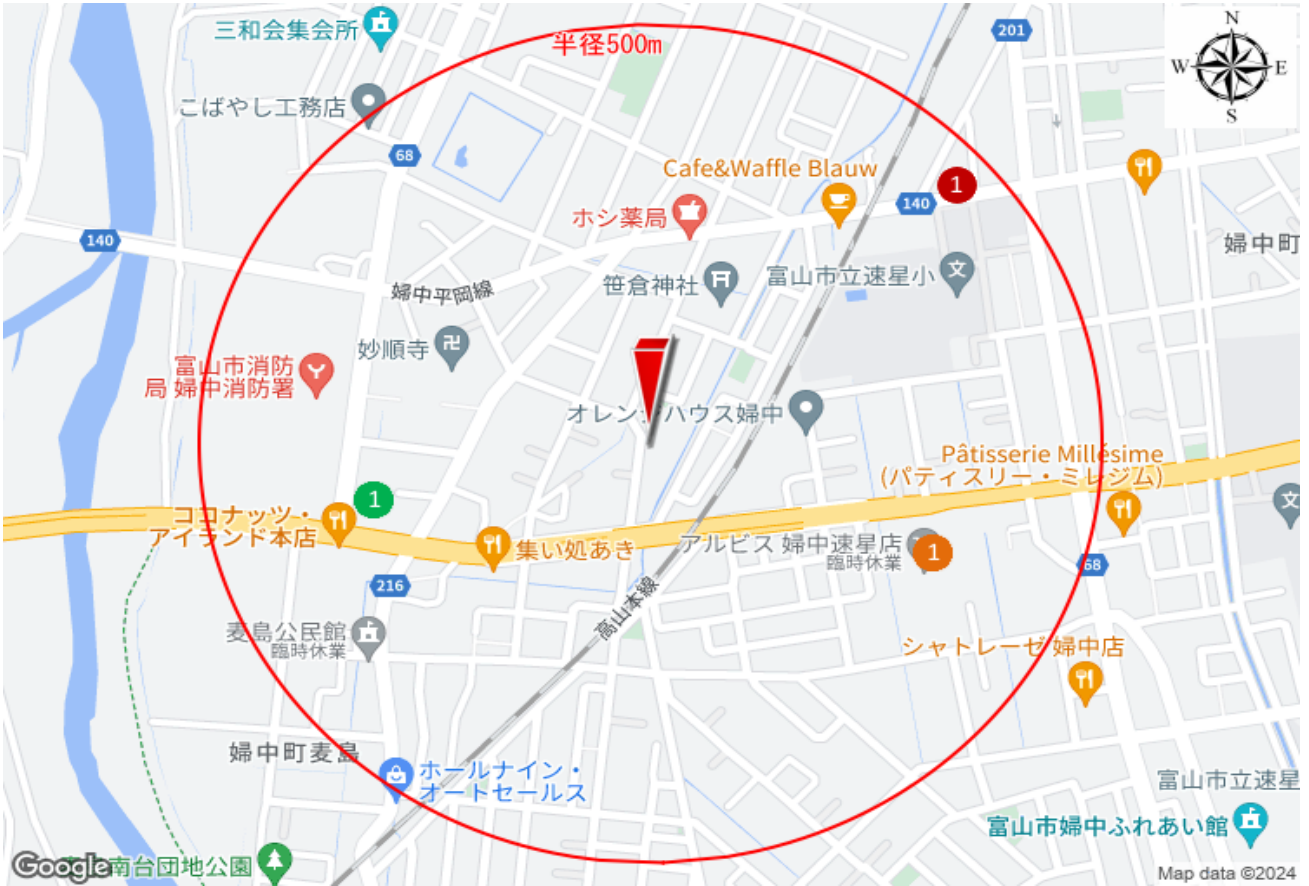 三和会集会所
半径500m
201
N
W
E
S
こばやし工務店
68
Cafe&Waffle Blauw
1
ホシ薬局
140
140
婦中町
笹倉神社
富山市立速星小
文
婦中平岡線
妙順寺
富山市消防
局 婦中消防署
オレンジハウス婦中
Pâtisserie Millésime
(パティスリー・ミレジム)
1
文
ココナッツ・
アイランド本店
集い処あき
アルビス 婦中速星店
臨時休業
1
68
216
高山本線
麦島公民館
臨時休業
シャトレーゼ 婦中店
婦中町麦島
ホールナイン・
オートセールス
富山市立速星
富山市婦中ふれあい館
Google
南台団地公園
Map data ©2024